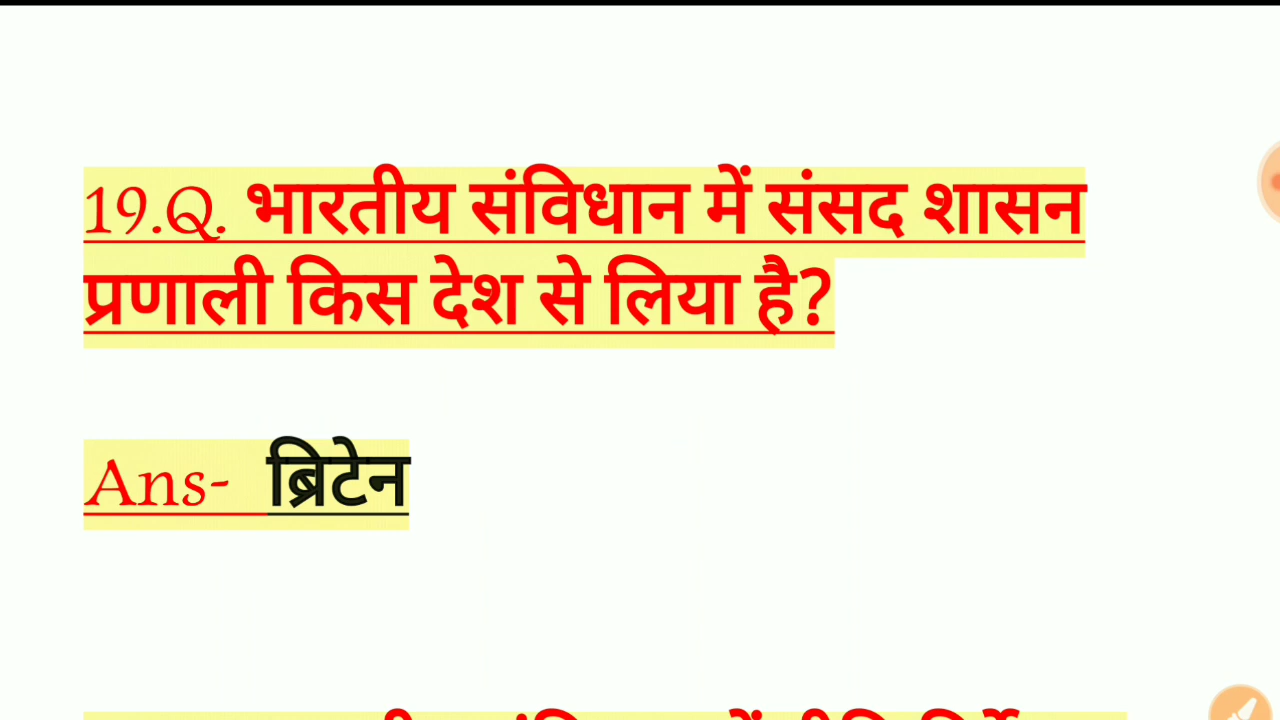 19.Q. भारतीय संविधान में संसद शासन
प्रणाली किस देश से लिया है?
Ans- ब्रिटेन